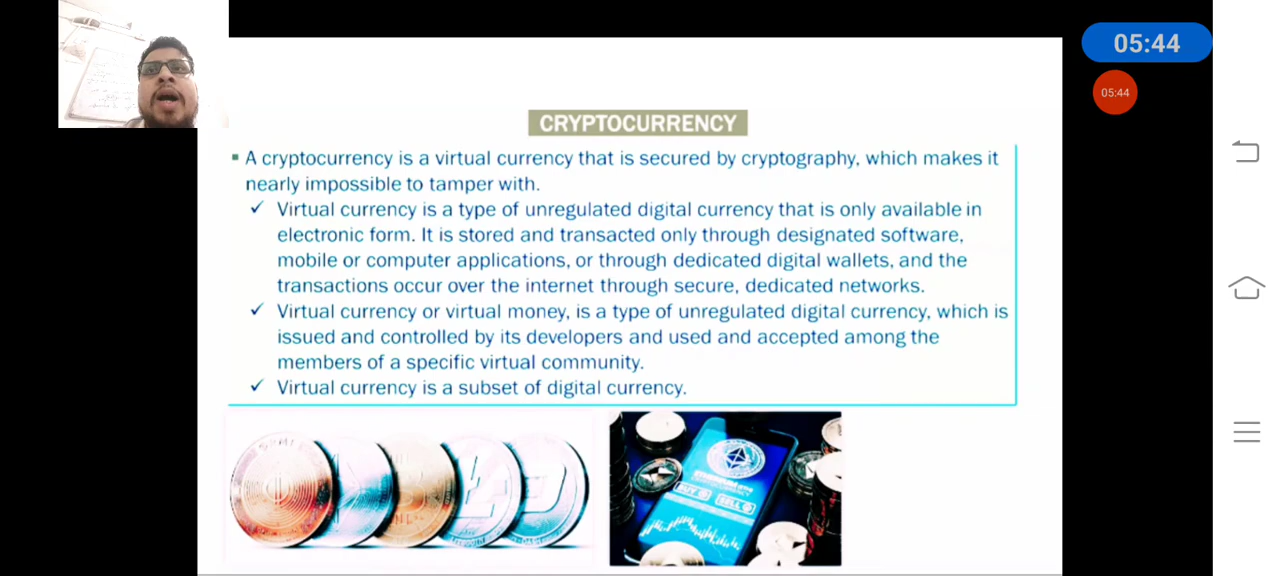 05:44
05:44
CRYPTOCURRENCY
▪ A cryptocurrency is a virtual currency that is secured by cryptography, which makes it
nearly impossible to tamper with.
✓ Virtual currency is a type of unregulated digital currency that is only available in
electronic form. It is stored and transacted only through designated software,
mobile or computer applications, or through dedicated digital wallets, and the
transactions occur over the internet through secure, dedicated networks.
✓ Virtual currency or virtual money, is a type of unregulated digital currency, which is
issued and controlled by its developers and used and accepted among the
members of a specific virtual community.
✓ Virtual currency is a subset of digital currency.
BUY
SELL